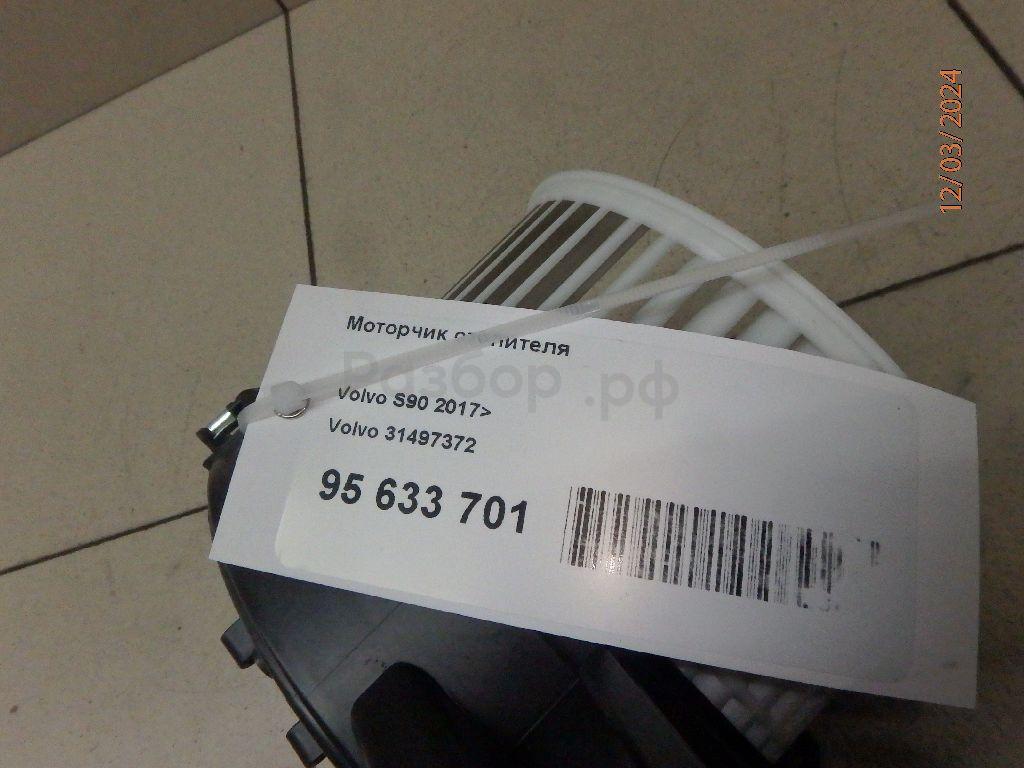 12/03/2024
Моторчик отопителя
Разбор.рф
Volvo S90 2017>
Volvo 31497372
95 633 701